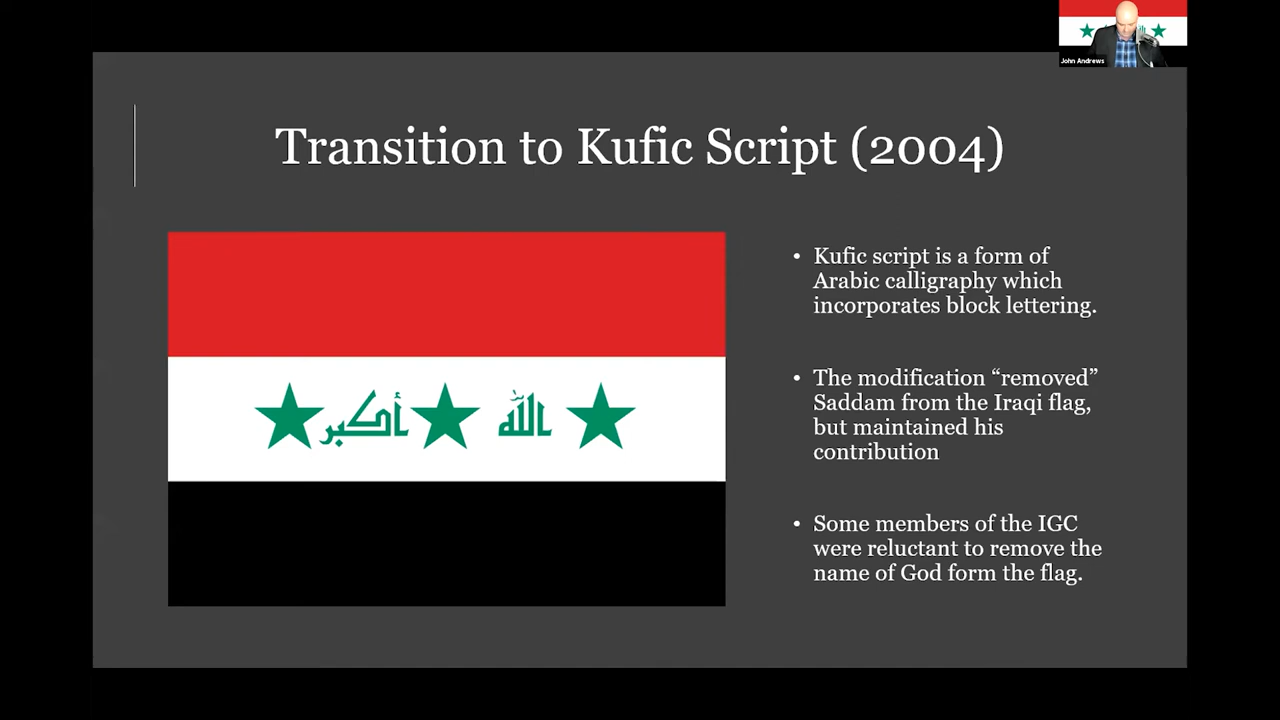 John Andrews
Transition to Kufic Script (2004)
الله أكبر
• Kufic script is a form of
Arabic calligraphy which
incorporates block lettering.
• The modification “removed”
Saddam from the Iraqi flag,
but maintained his
contribution
• Some members of the IGC
were reluctant to remove the
name of God form the flag.